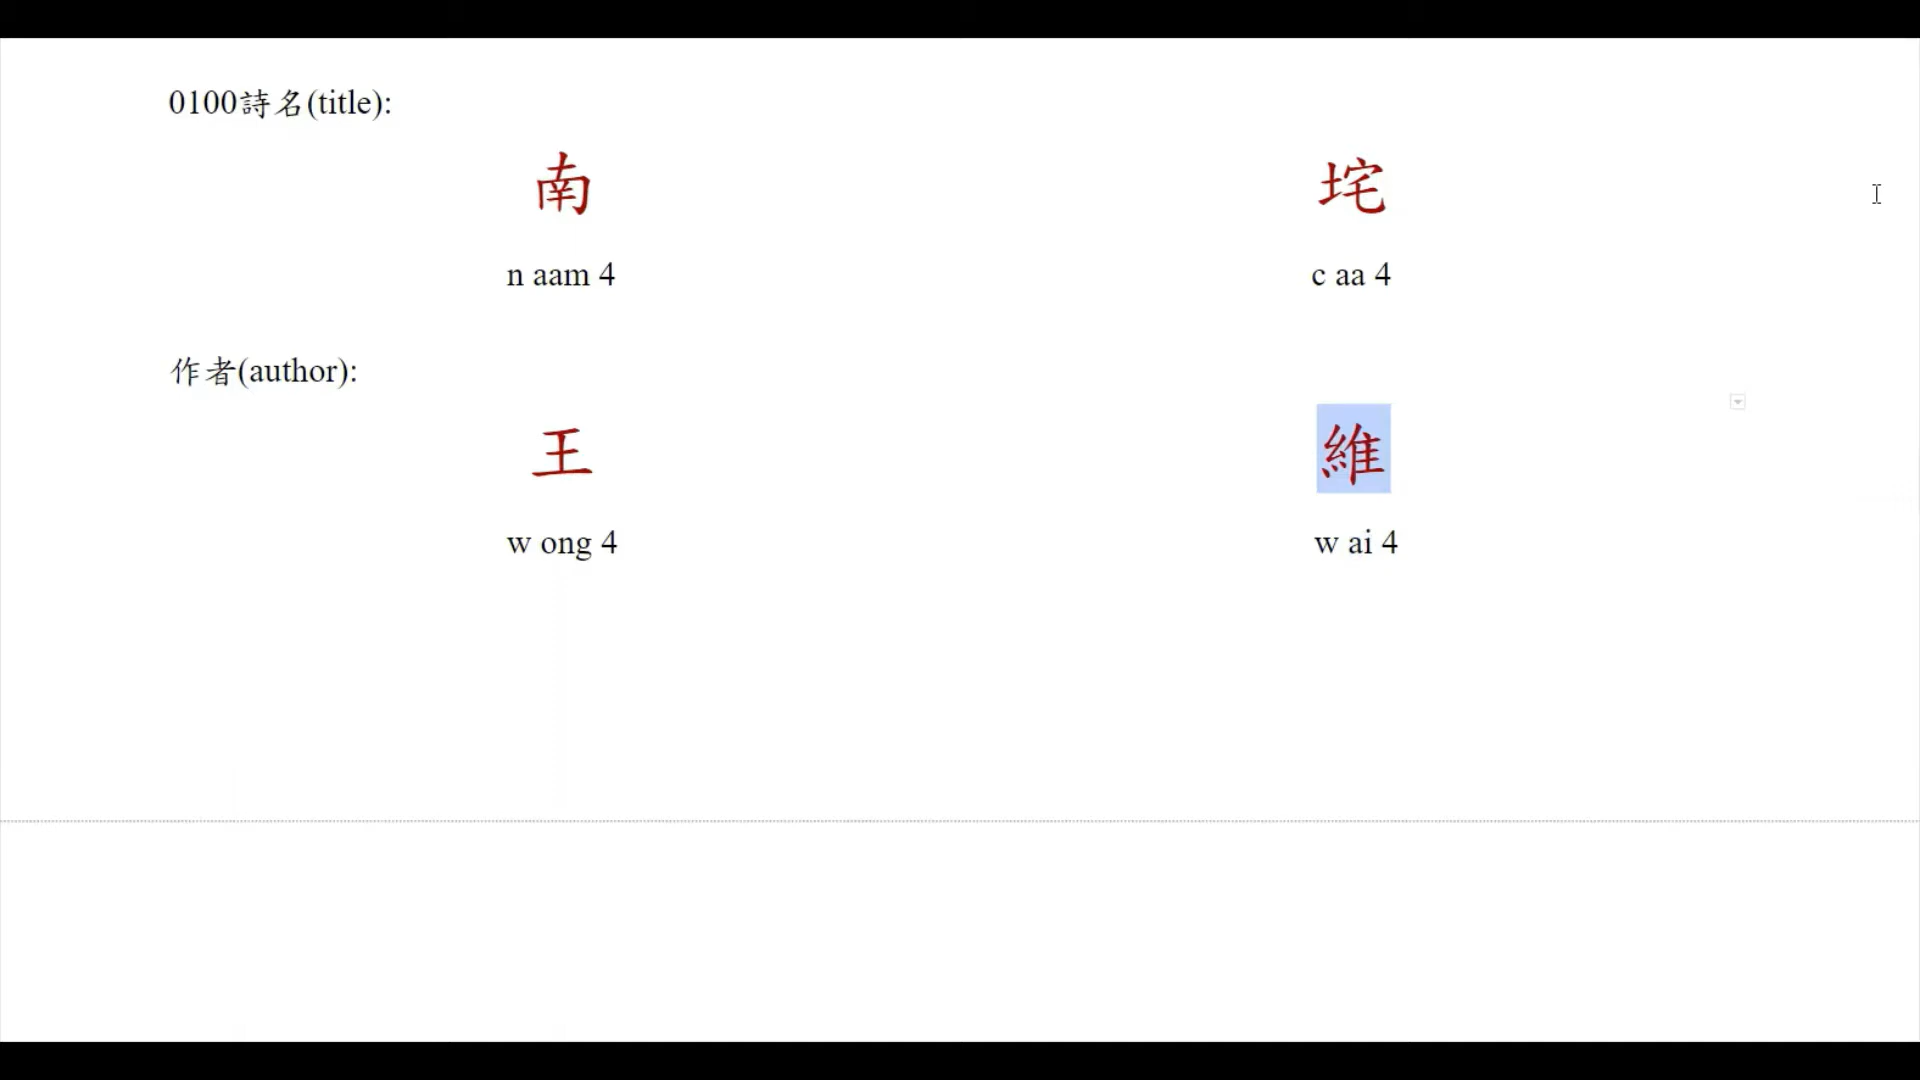 0100詩名(title):
南 垞
n aam 4 c aa 4
作者(author):
王 維
w ong 4 w ai 4